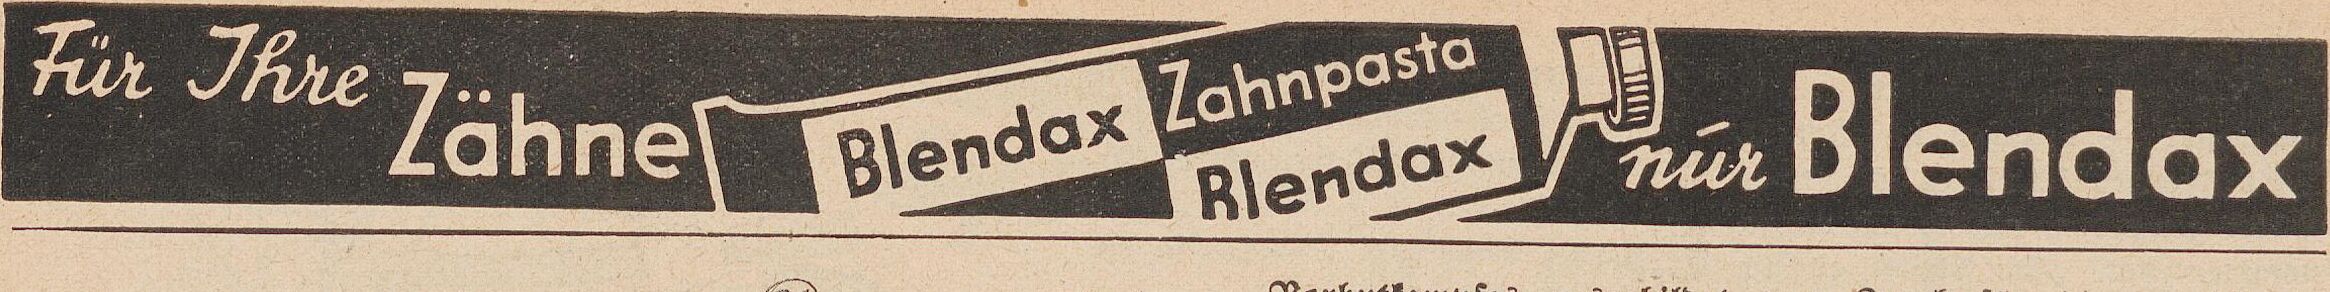 Für Ihre Zähne
Blendax Zahnpasta
Blendax
nur Blendax